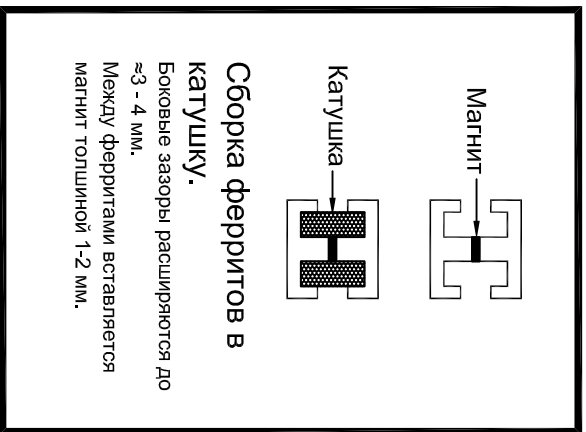 Магнит
Катушка
Сборка ферритов в
катушку.
Боковые зазоры расширяются до
≈3 - 4 мм.
Между ферритами вставляется
магнит толщиной 1-2 мм.